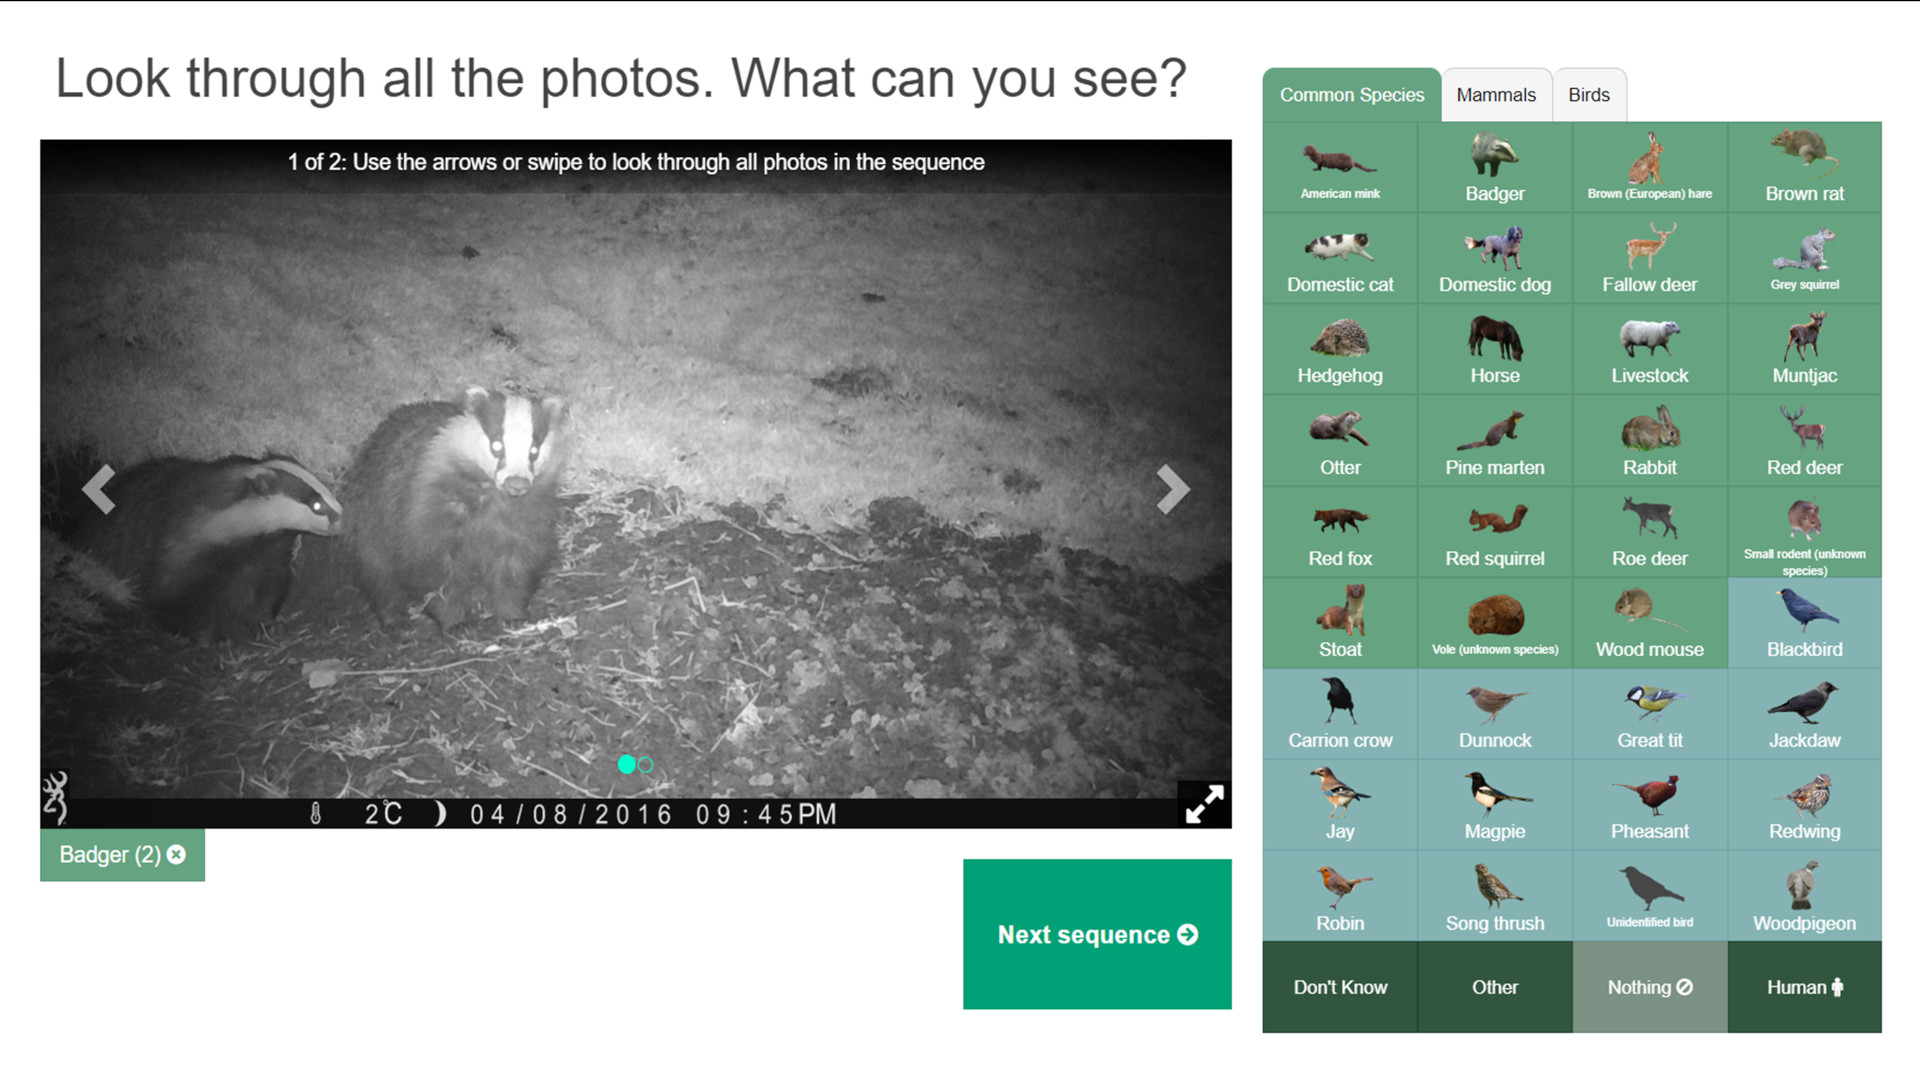 Look through all the photos. What can you see?
1 of 2: Use the arrows or swipe to look through all photos in the sequence
2°C 04/08/2016 09:45PM
Badger (2)
Next sequence
Common Species Mammals Birds
American mink Badger Brown (European) hare Brown rat
Domestic cat Domestic dog Fallow deer Grey squirrel
Hedgehog Horse Livestock Muntjac
Otter Pine marten Rabbit Red deer
Red fox Red squirrel Roe deer Small rodent (unknown
species)
Stoat Vole (unknown species) Wood mouse Blackbird
Carrion crow Dunnock Great tit Jackdaw
Jay Magpie Pheasant Redwing
Robin Song thrush Unidentified bird Woodpigeon
Don't Know Other Nothing Human